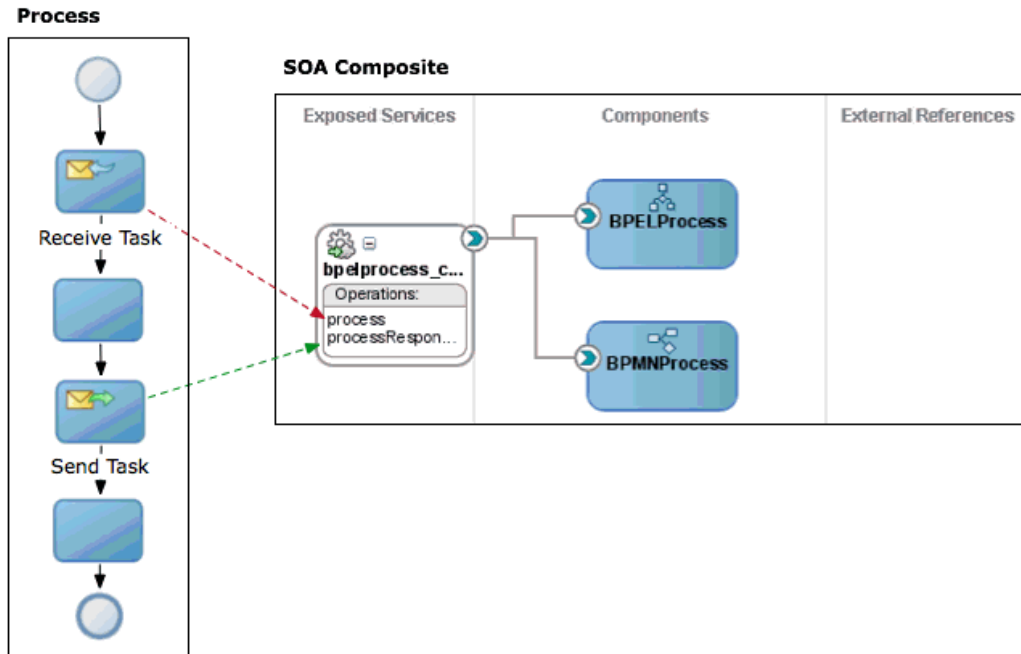 Process
Receive Task
Send Task
SOA Composite
Exposed Services
Components
External References
bpelprocess_c...
Operations:
process
processRespon...
BPELProcess
BPMNProcess